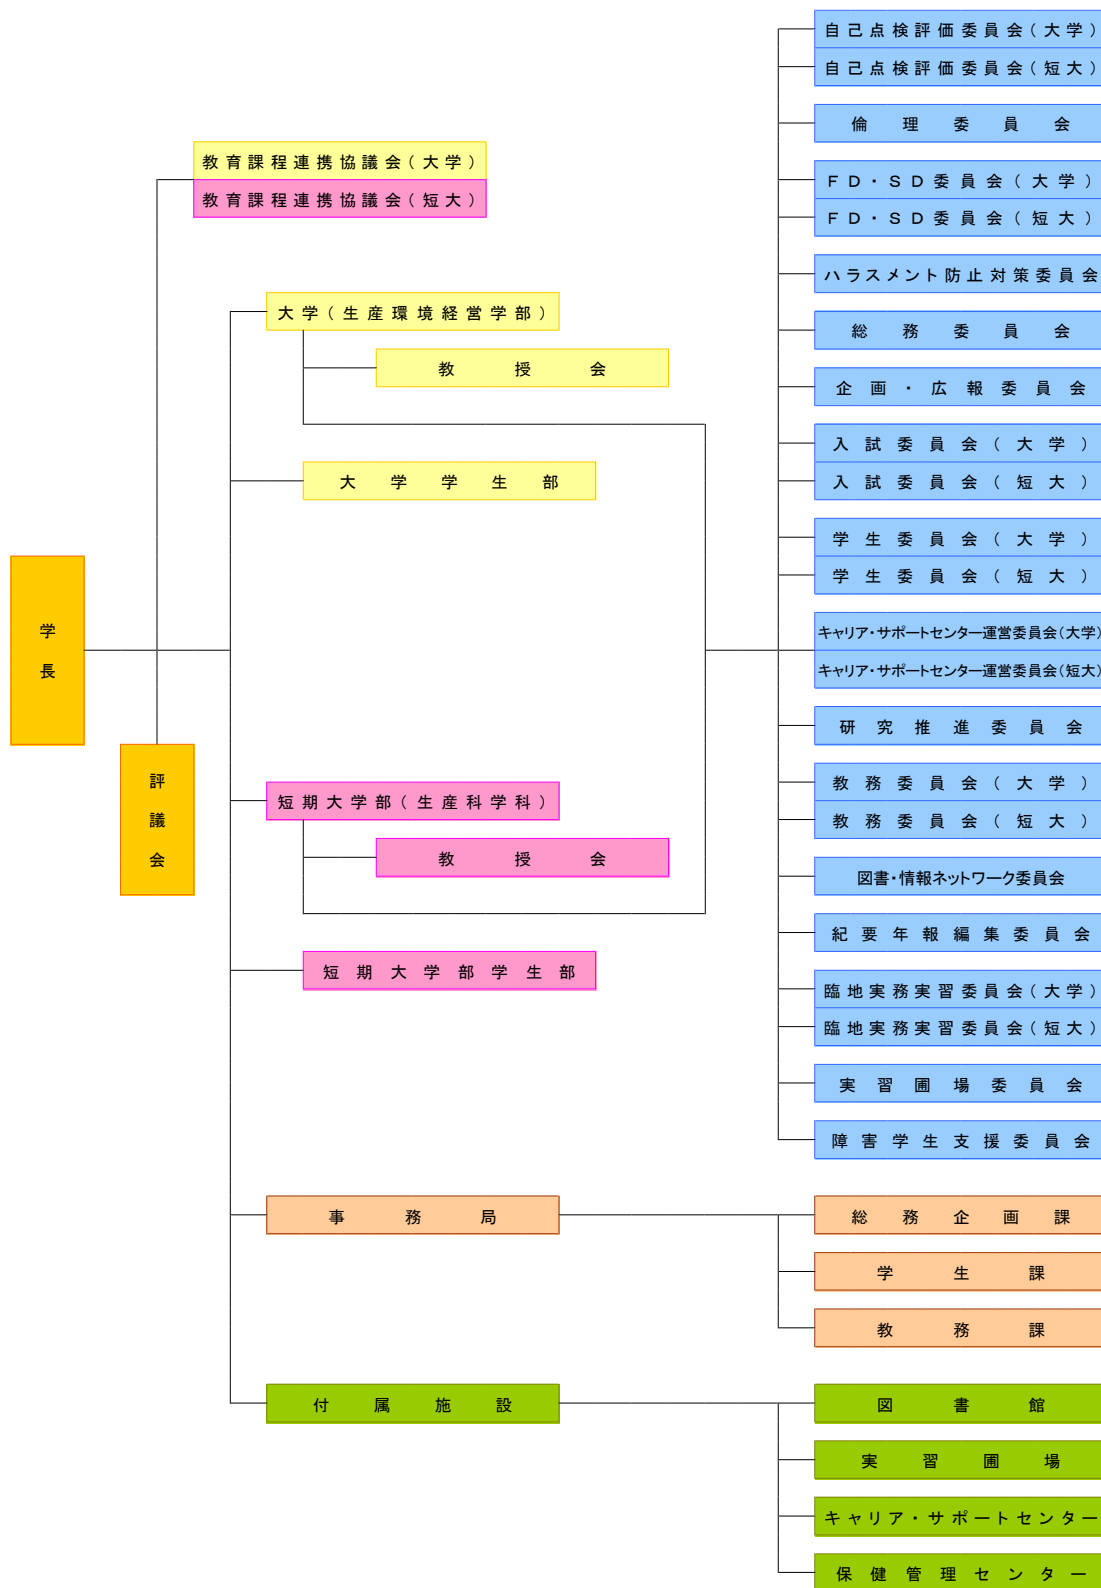 学長
評議会
教育課程連携協議会(大学)
教育課程連携協議会(短大)
大学(生産環境経営学部)
教授会
大学学生部
短期大学部(生産科学科)
教授会
短期大学部学生部
事務局
付属施設
自己点検評価委員会(大学)
自己点検評価委員会(短大)
倫理委員会
FD・SD委員会(大学)
FD・SD委員会(短大)
ハラスメント防止対策委員会
総務委員会
企画・広報委員会
入試委員会(大学)
入試委員会(短大)
学生委員会(大学)
学生委員会(短大)
キャリア・サポートセンター運営委員会(大学)
キャリア・サポートセンター運営委員会(短大)
研究推進委員会
教務委員会(大学)
教務委員会(短大)
図書・情報ネットワーク委員会
紀要年報編集委員会
臨地実務実習委員会(大学)
臨地実務実習委員会(短大)
実習圃場委員会
障害学生支援委員会
総務企画課
学生課
教務課
図書館
実習圃場
キャリア・サポートセンター
保健管理センター